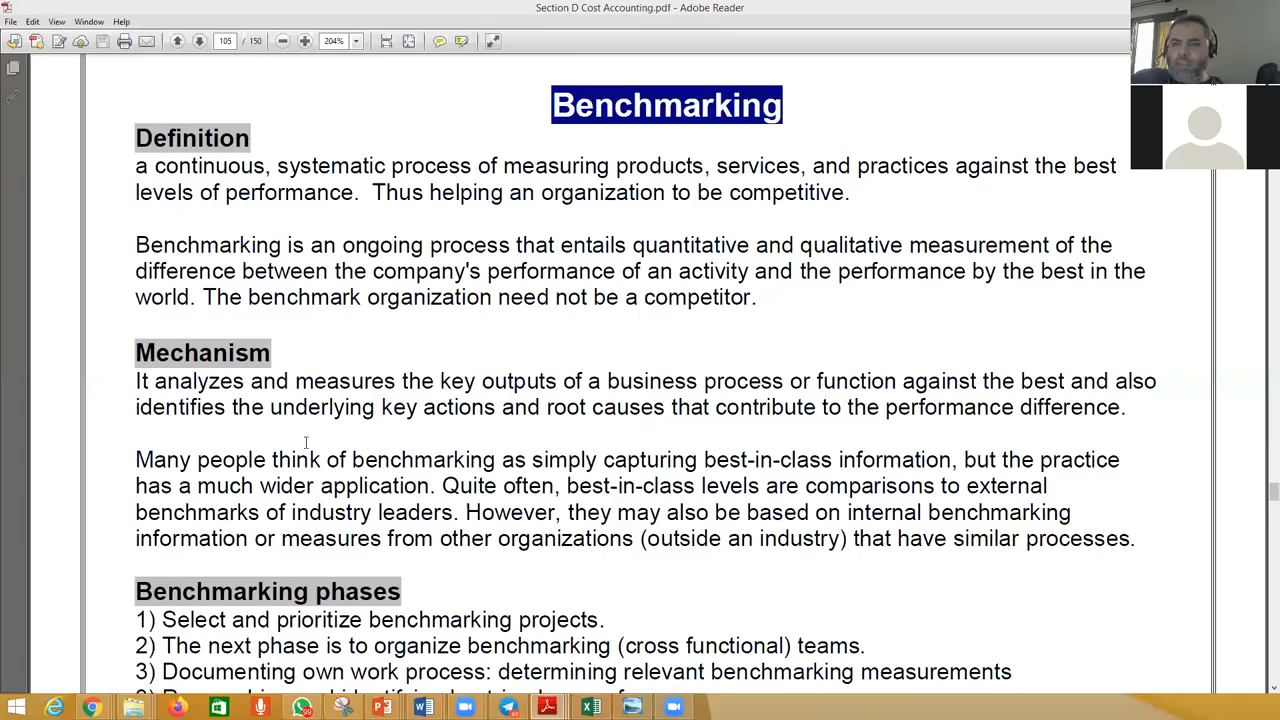 Section D Cost Accounting.pdf - Adobe Reader
File Edit View Window Help
105 / 150 204%
Benchmarking
Definition
a continuous, systematic process of measuring products, services, and practices against the best
levels of performance. Thus helping an organization to be competitive.
Benchmarking is an ongoing process that entails quantitative and qualitative measurement of the
difference between the company's performance of an activity and the performance by the best in the
world. The benchmark organization need not be a competitor.
Mechanism
It analyzes and measures the key outputs of a business process or function against the best and also
identifies the underlying key actions and root causes that contribute to the performance difference.
Many people think of benchmarking as simply capturing best-in-class information, but the practice
has a much wider application. Quite often, best-in-class levels are comparisons to external
benchmarks of industry leaders. However, they may also be based on internal benchmarking
information or measures from other organizations (outside an industry) that have similar processes.
Benchmarking phases
1) Select and prioritize benchmarking projects.
2) The next phase is to organize benchmarking (cross functional) teams.
3) Documenting own work process: determining relevant benchmarking measurements